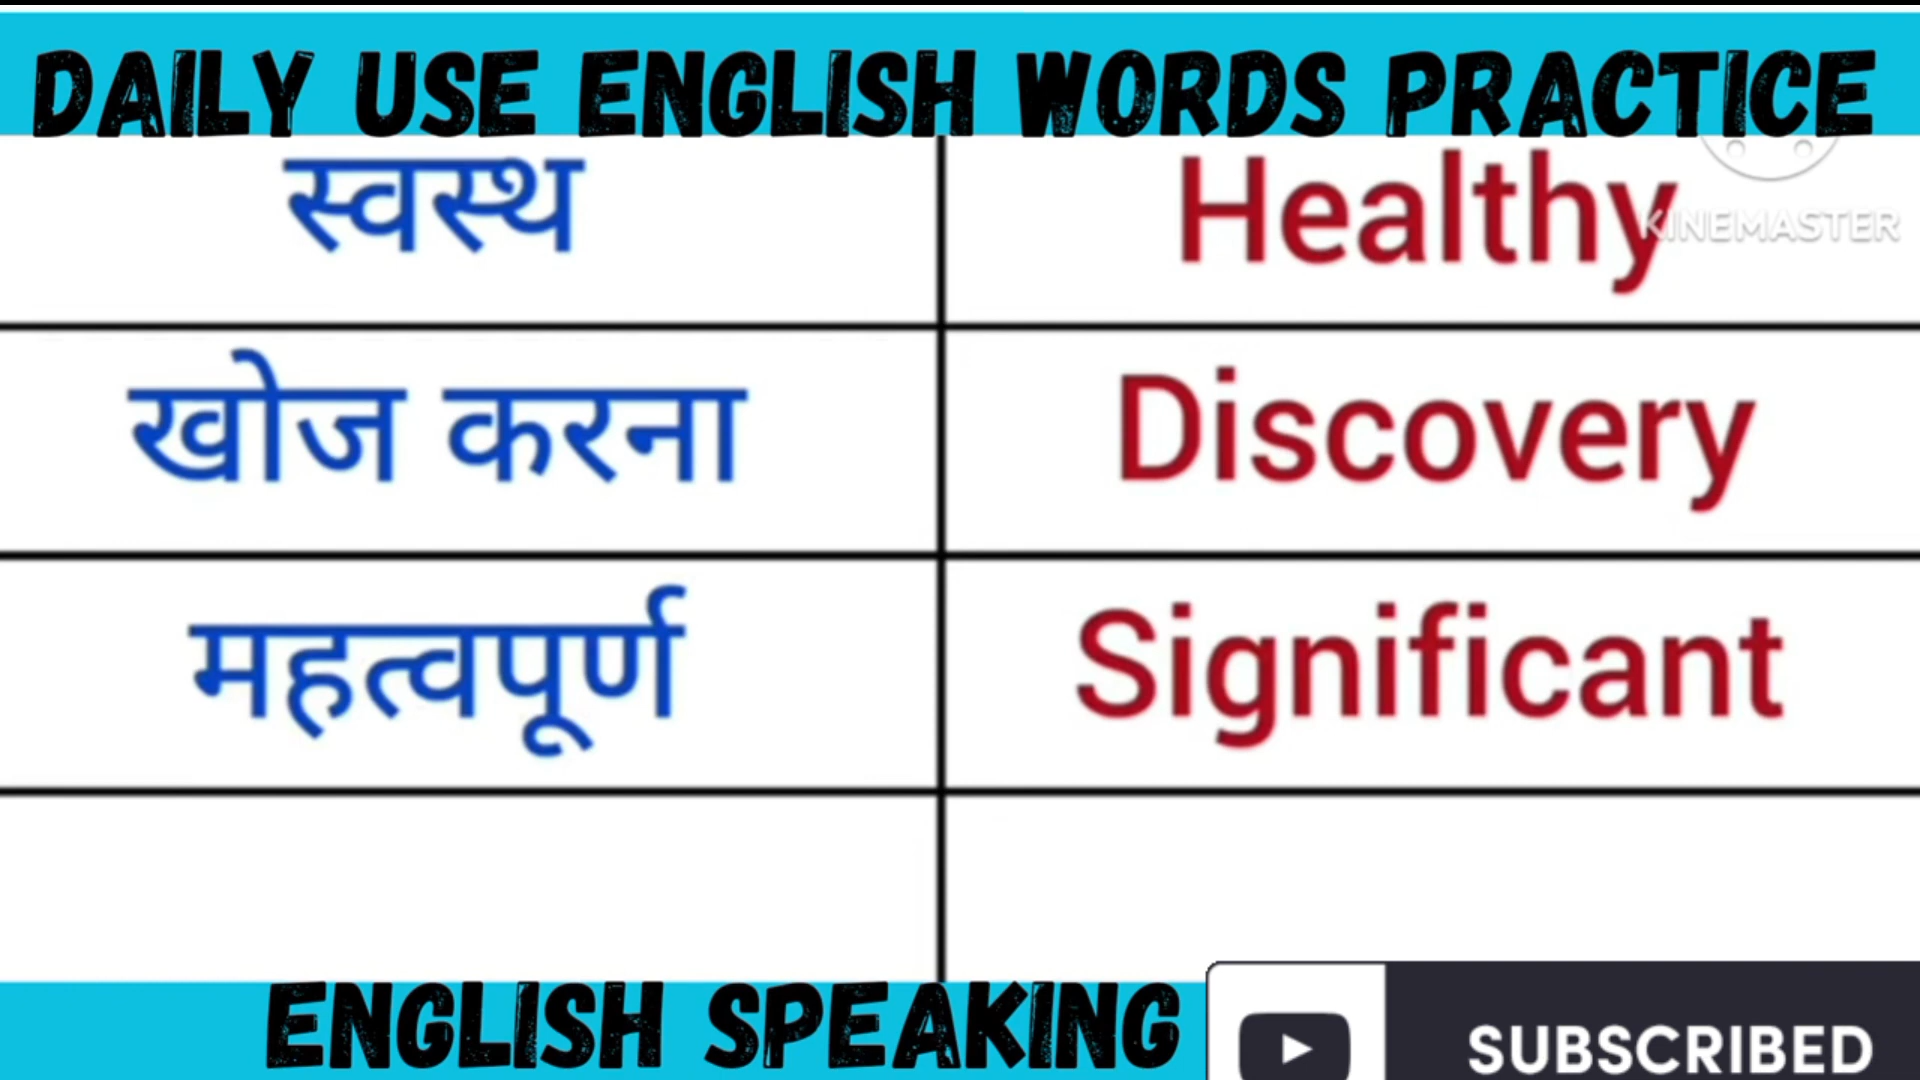 DAILY USE ENGLISH WORDS PRACTICE
स्वस्थ Healthy
KINEMASTER
खोज करना Discovery
महत्वपूर्ण Significant
ENGLISH SPEAKING
SUBSCRIBED